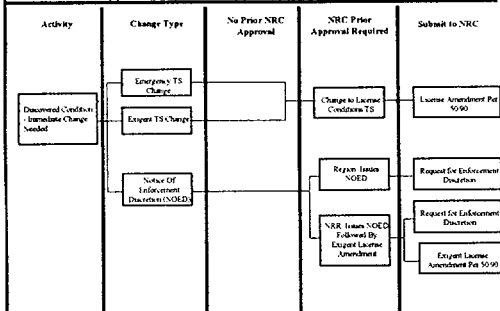 Activity
Change Type
No Prior NRC
Approval
NRC Prior
Approval Required
Submit to NRC
Discovered Condition
- Immediate Change
Needed
Emergency TS
Change
Exigent TS Change
Notice Of
Enforcement
Discretion (NOED)
Change to License
Conditions TS
Region Issues
NOED
NRR Issues NOED
Followed By
Exigent License
Amendment
License Amendment Per
50.90
Request for Enforcement
Discretion
Request for Enforcement
Discretion
Exigent License
Amendment Per 50.90